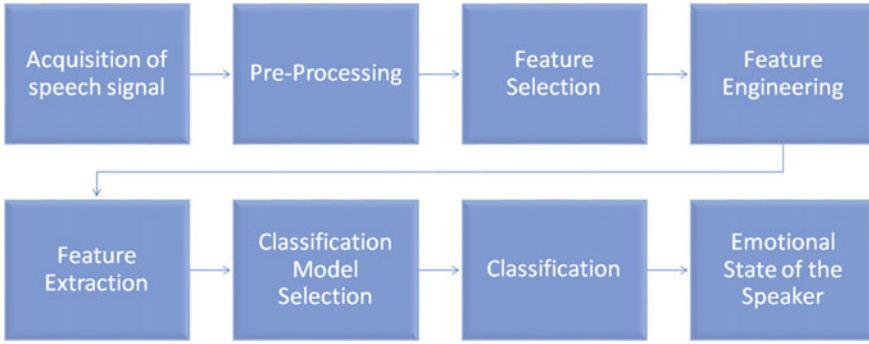 Acquisition of
speech signal
Pre-Processing
Feature
Selection
Feature
Engineering
Feature
Extraction
Classification
Model
Selection
Classification
Emotional
State of the
Speaker